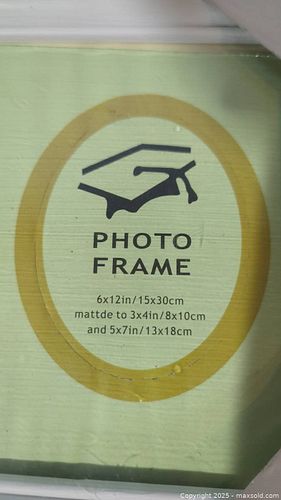 PHOTO
FRAME
6x12in/15x30cm
mattde to 3x4in/8x10cm
and 5x7in/13x18cm
Copyright 2025 - maxsold.com